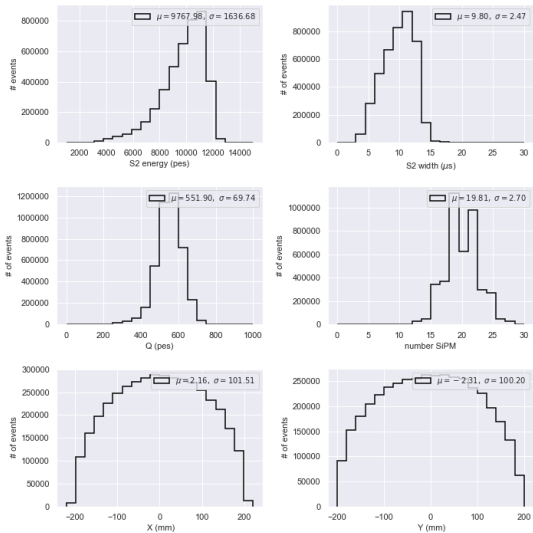 μ=9767.98, σ=1636.68
800000
600000
400000
200000
0
# events
2000 4000 6000 8000 10000 12000 14000
S2 energy (pes)
μ=9.80, σ=2.47
800000
600000
400000
200000
0
# of events
0 5 10 15 20 25 30
S2 width (μs)
μ=551.90, σ=69.74
1200000
1000000
800000
600000
400000
200000
0
# of events
0 200 400 600 800 1000
Q (pes)
μ=19.81, σ=2.70
1000000
800000
600000
400000
200000
0
# of events
0 5 10 15 20 25 30
number SiPM
μ=2.16, σ=101.51
300000
250000
200000
150000
100000
50000
0
# of events
−200 −100 0 100 200
X (mm)
μ=−2.31, σ=100.20
250000
200000
150000
100000
50000
0
# of events
−200 −100 0 100 200
Y (mm)